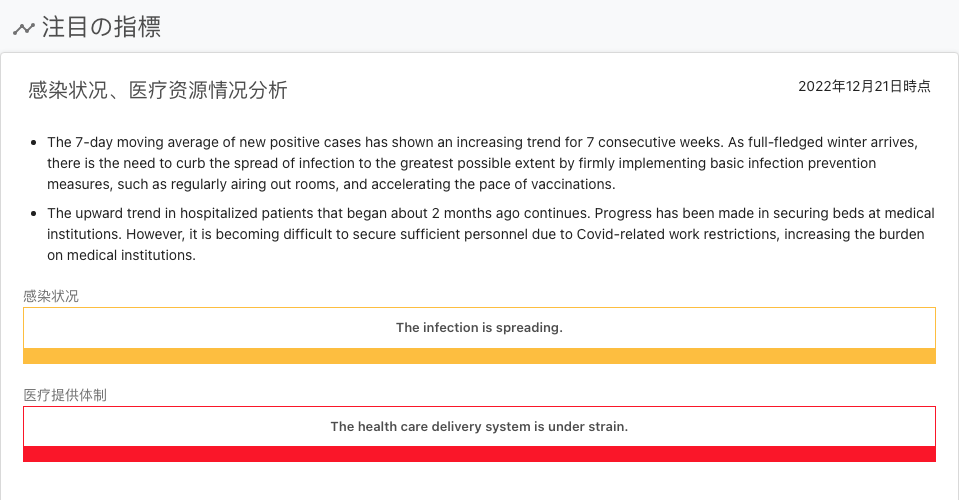 注目の指標
感染状况、医疗资源情况分析
2022年12月21日時点
The 7-day moving average of new positive cases has shown an increasing trend for 7 consecutive weeks. As full-fledged winter arrives,
there is the need to curb the spread of infection to the greatest possible extent by firmly implementing basic infection prevention
measures, such as regularly airing out rooms, and accelerating the pace of vaccinations.
The upward trend in hospitalized patients that began about 2 months ago continues. Progress has been made in securing beds at medical
institutions. However, it is becoming difficult to secure sufficient personnel due to Covid-related work restrictions, increasing the burden
on medical institutions.
感染状况
The infection is spreading.
医疗提供体制
The health care delivery system is under strain.